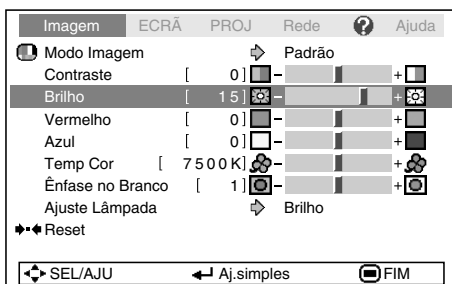 Imagem ECRÃ PROJ Rede ? Ajuda
Modo Imagem Padrão
Contraste [ 0] - +
Brilho [ 15] - +
Vermelho [ 0] - +
Azul [ 0] - +
Temp Cor [ 7500K] - +
Ênfase no Branco [ 1] - +
Ajuste Lâmpada Brilho
Reset
SEL/AJU Aj.simples FIM